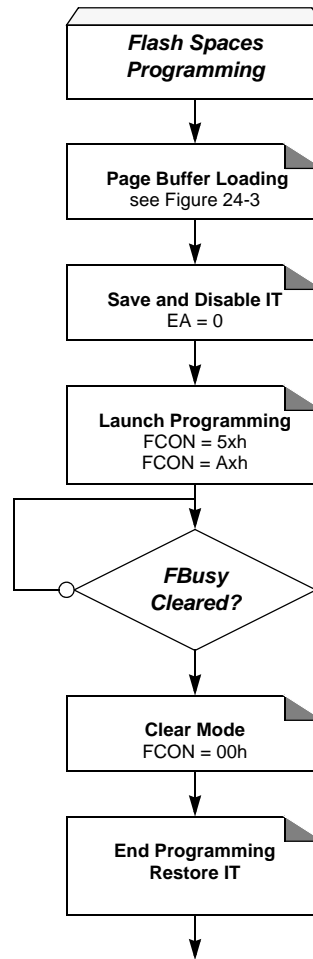 Flash Spaces
Programming
Page Buffer Loading
see Figure 24-3
Save and Disable IT
EA = 0
Launch Programming
FCON = 5xh
FCON = Axh
FBusy
Cleared?
Clear Mode
FCON = 00h
End Programming
Restore IT